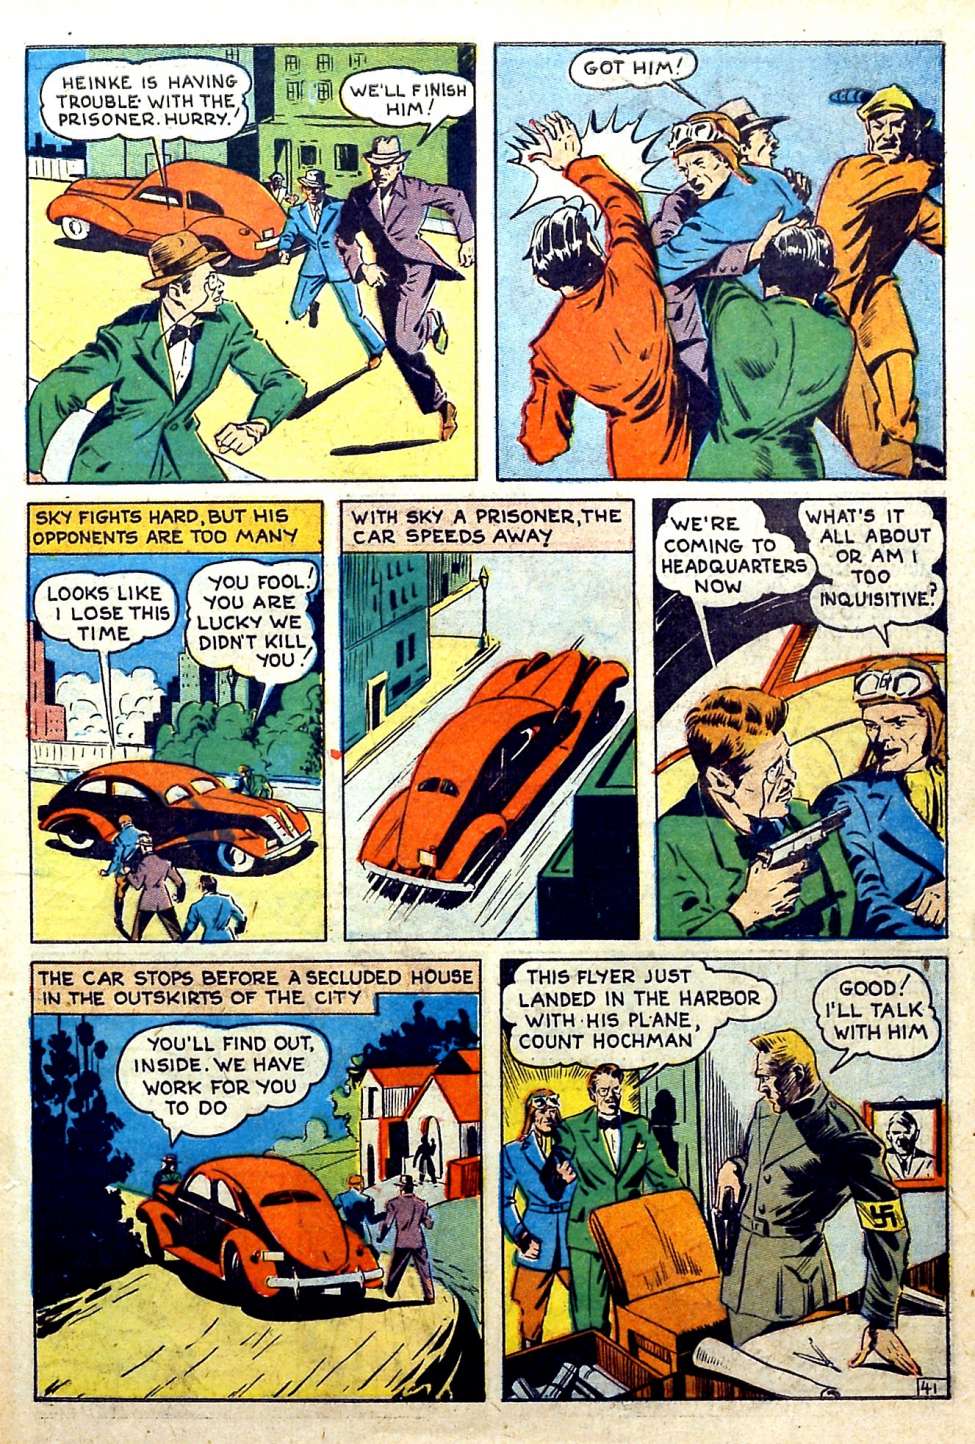 HEINKE IS HAVING
TROUBLE WITH THE
PRISONER. HURRY!
WE'LL FINISH
HIM!
GOT HIM!
SKY FIGHTS HARD, BUT HIS
OPPONENTS ARE TOO MANY
LOOKS LIKE
I LOSE THIS
TIME
YOU FOOL!
YOU ARE
LUCKY WE
DIDN'T KILL
YOU!
WITH SKY A PRISONER, THE
CAR SPEEDS AWAY
WE'RE
COMING TO
HEADQUARTERS
NOW
WHAT'S IT
ALL ABOUT
OR AM I
TOO
INQUISITIVE?
THE CAR STOPS BEFORE A SECLUDED HOUSE
IN THE OUTSKIRTS OF THE CITY
YOU'LL FIND OUT,
INSIDE. WE HAVE
WORK FOR YOU
TO DO
THIS FLYER JUST
LANDED IN THE HARBOR
WITH HIS PLANE,
COUNT HOCHMAN
GOOD!
I'LL TALK
WITH HIM
41